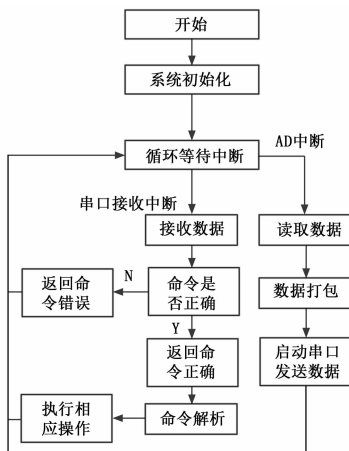 开始
系统初始化
AD中断
循环等待中断
串口接收中断
接收数据
读取数据
返回命
令错误
N
命令是
否正确
数据打包
Y
返回命
令正确
启动串口
发送数据
执行相
应操作
命令解析